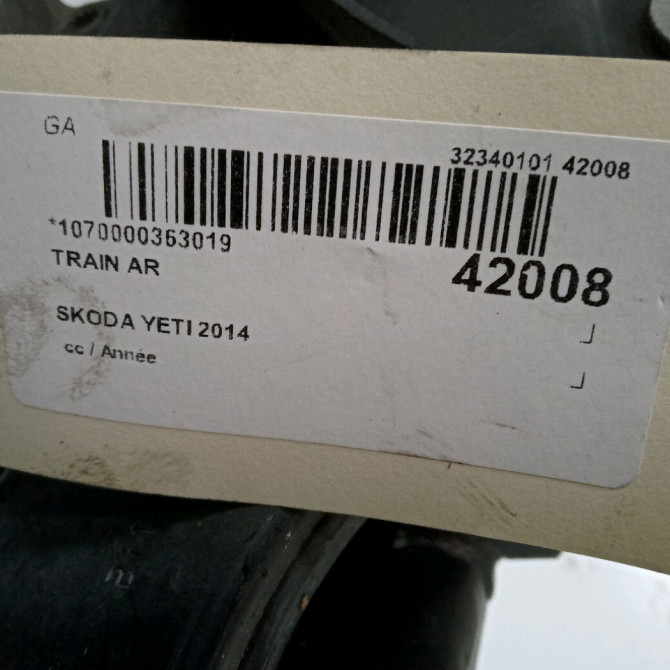 GA
32340101 42008
*1070000363019
TRAIN AR
42008
SKODA YETI 2014
cc / Année